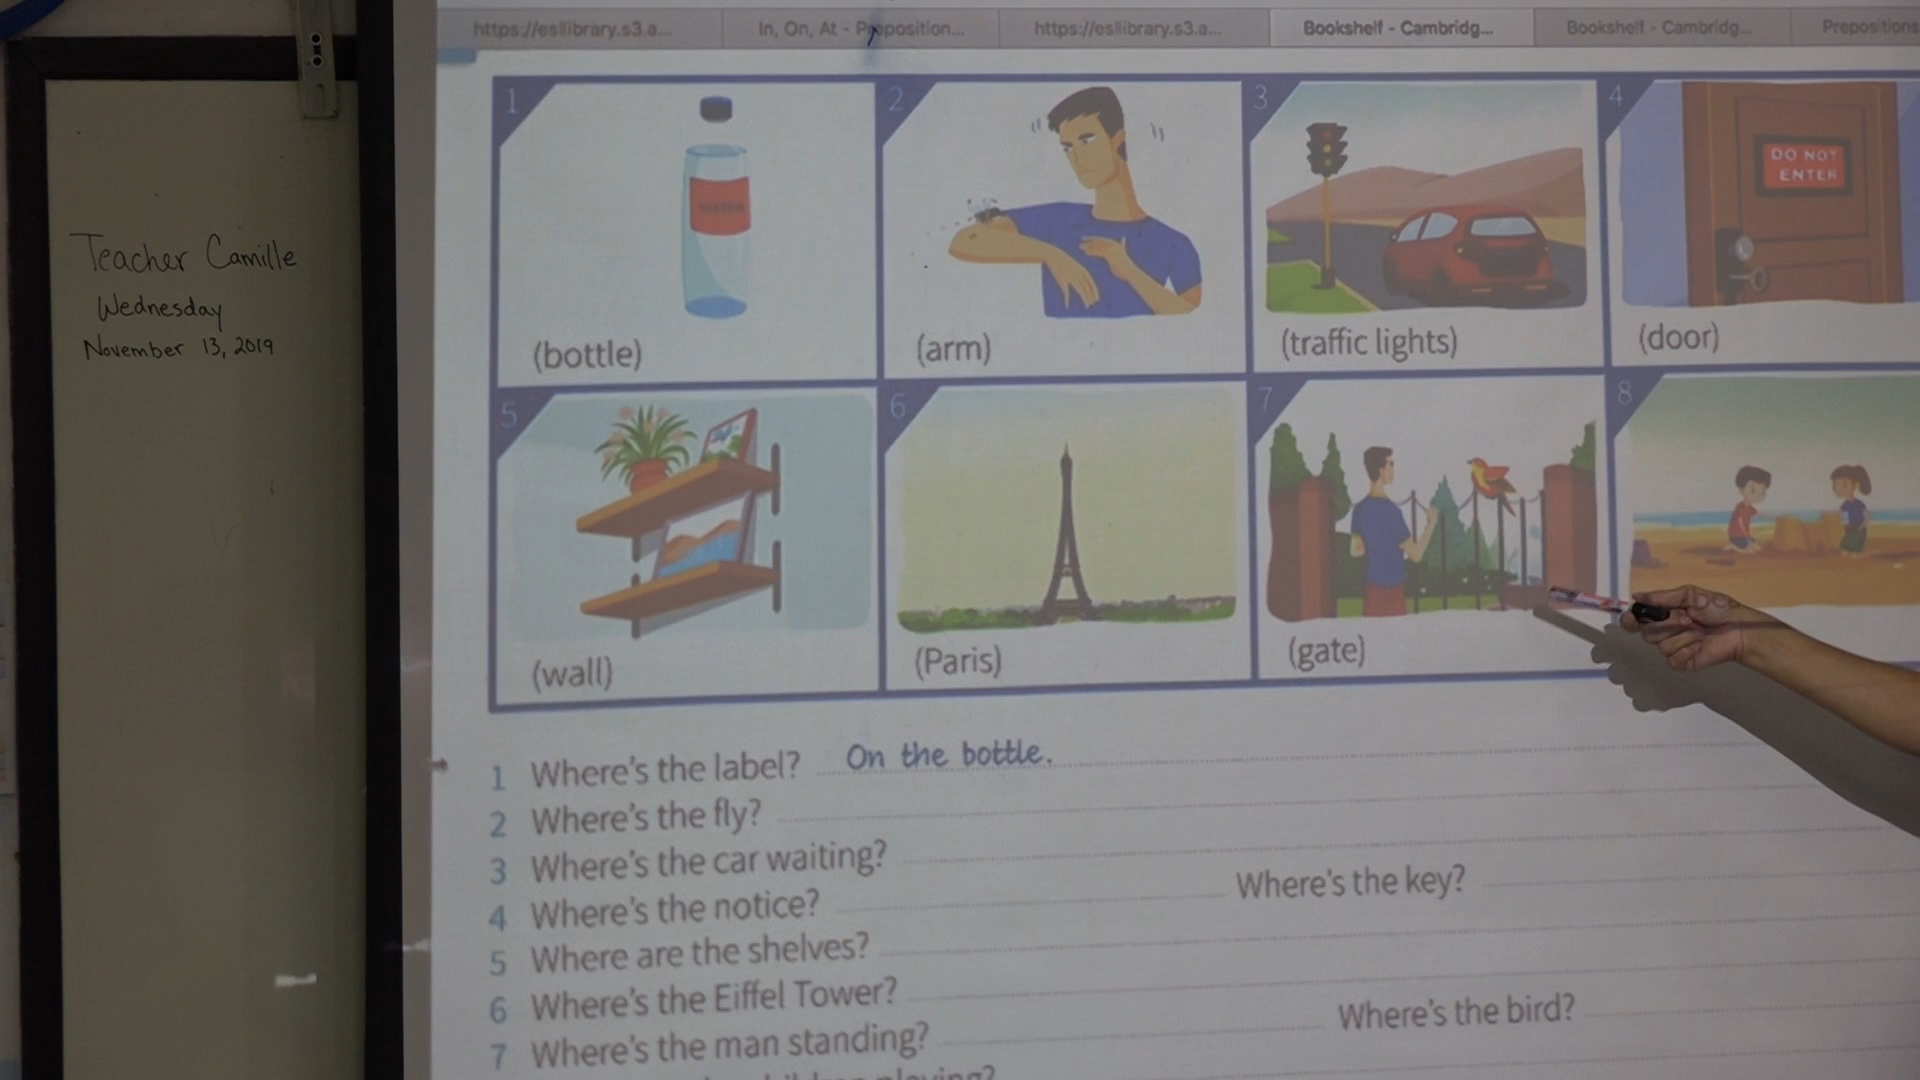 https://esllibrary.s3.a...
In, On, At - Preposition...
https://esllibrary.s3.a...
Bookshelf - Cambridg...
Bookshelf - Cambridg...
Prepositions
Teacher Camille
Wednesday
November 13, 2019
1
2
3
4
DO NOT
ENTER
(bottle)
(arm)
(traffic lights)
(door)
5
6
7
8
(wall)
(Paris)
(gate)
1 Where's the label? On the bottle.
2 Where's the fly?
3 Where's the car waiting?
4 Where's the notice? Where's the key?
5 Where are the shelves?
6 Where's the Eiffel Tower?
7 Where's the man standing? Where's the bird?
playing?